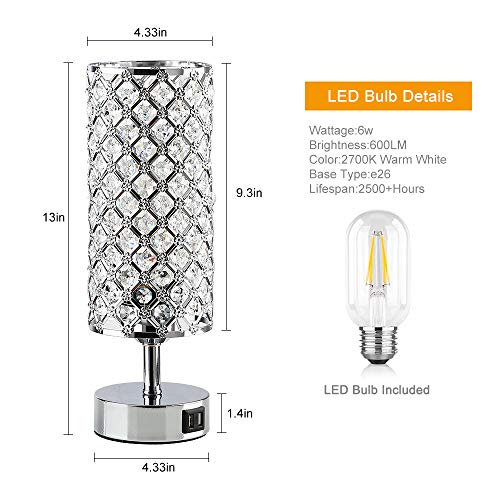 4.33in
13in
9.3in
1.4in
4.33in
LED Bulb Details
Wattage:6w
Brightness:600LM
Color:2700K Warm White
Base Type:e26
Lifespan:2500+Hours
LED Bulb Included